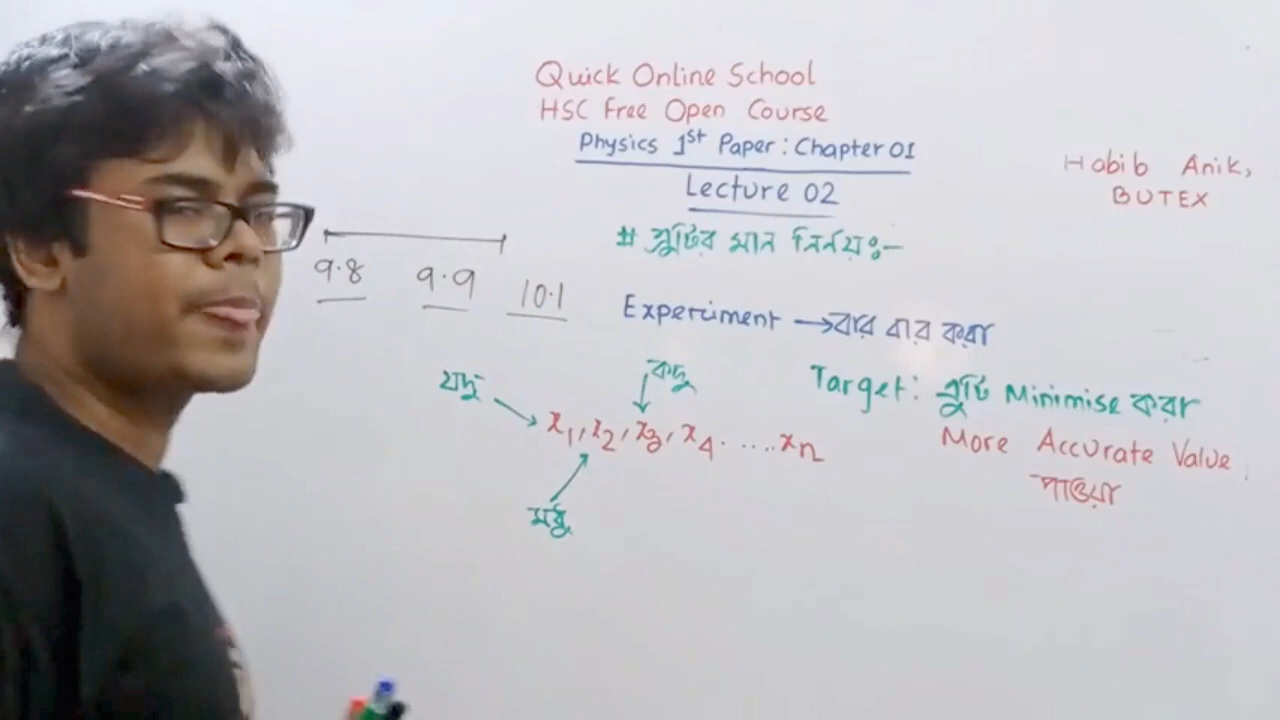 Quick Online School
HSC Free Open Course
Physics 1st Paper : Chapter 01
Lecture 02
Habib Anik,
BUTEX
# ত্রুটির মান নির্নয়ঃ-
9.8 9.9 10.1
Experiment → বার বার করা
যদু কদু
x1, x2, x3, x4 . .... xn
মধু
Target: ত্রুটি Minimise করা
More Accurate Value
পাওয়া